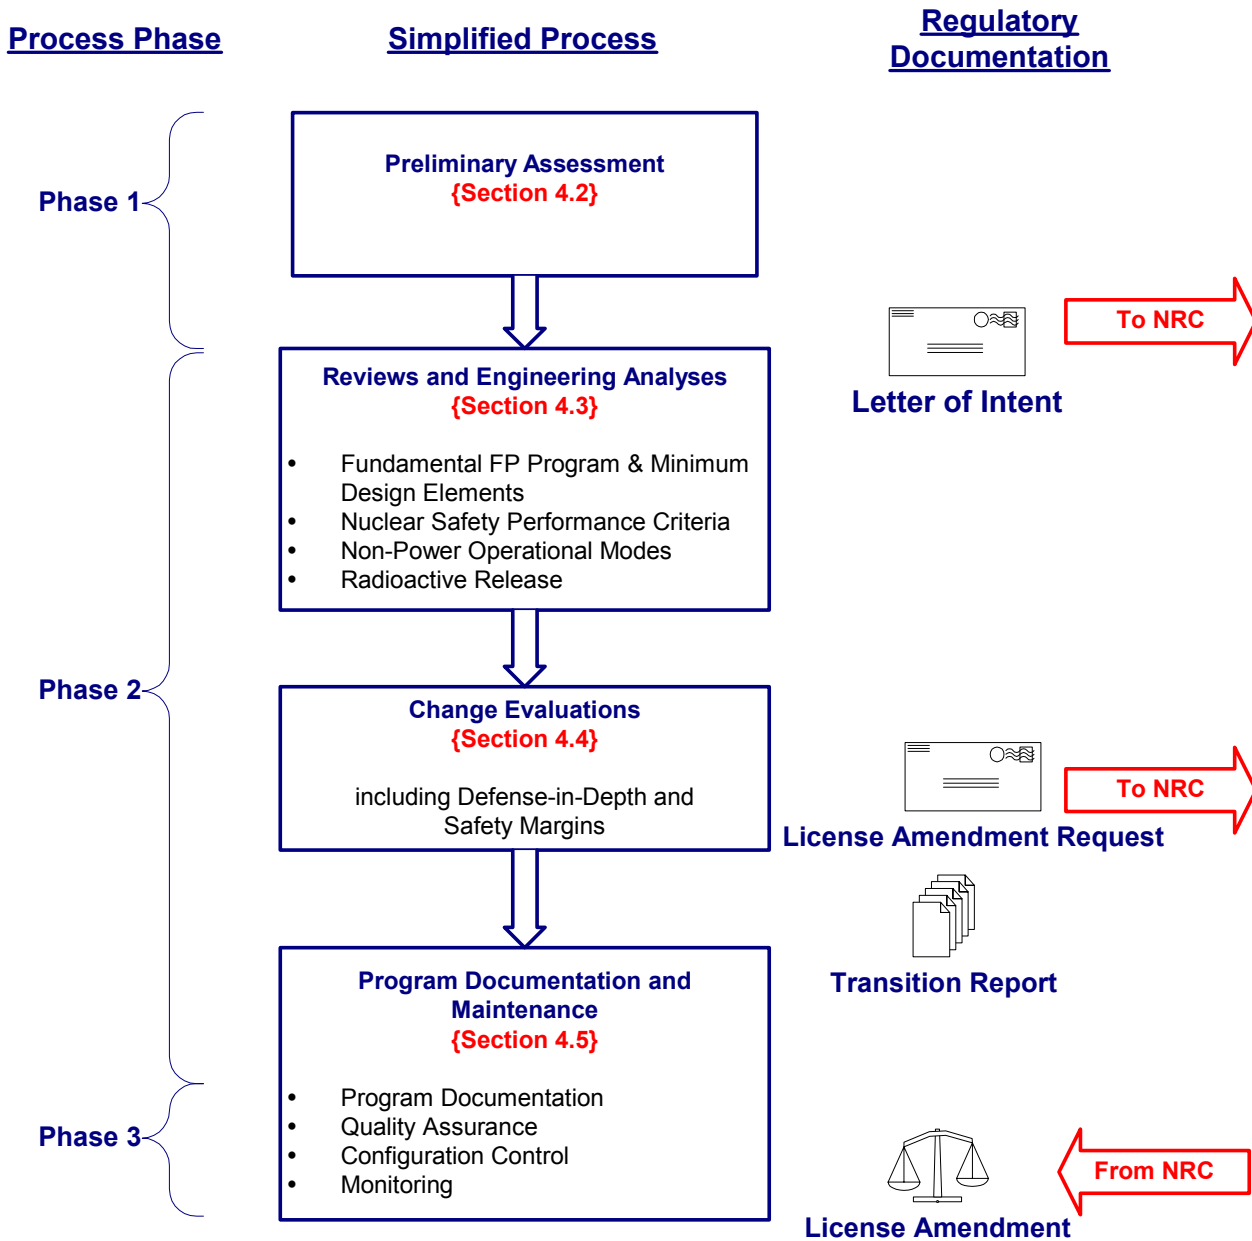 Process Phase
Simplified Process
Regulatory
Documentation
Phase 1
Preliminary Assessment
{Section 4.2}
To NRC
Letter of Intent
Reviews and Engineering Analyses
{Section 4.3}
• Fundamental FP Program & Minimum
Design Elements
• Nuclear Safety Performance Criteria
• Non-Power Operational Modes
• Radioactive Release
Phase 2
Change Evaluations
{Section 4.4}
including Defense-in-Depth and
Safety Margins
To NRC
License Amendment Request
Transition Report
Program Documentation and
Maintenance
{Section 4.5}
• Program Documentation
• Quality Assurance
• Configuration Control
• Monitoring
Phase 3
From NRC
License Amendment